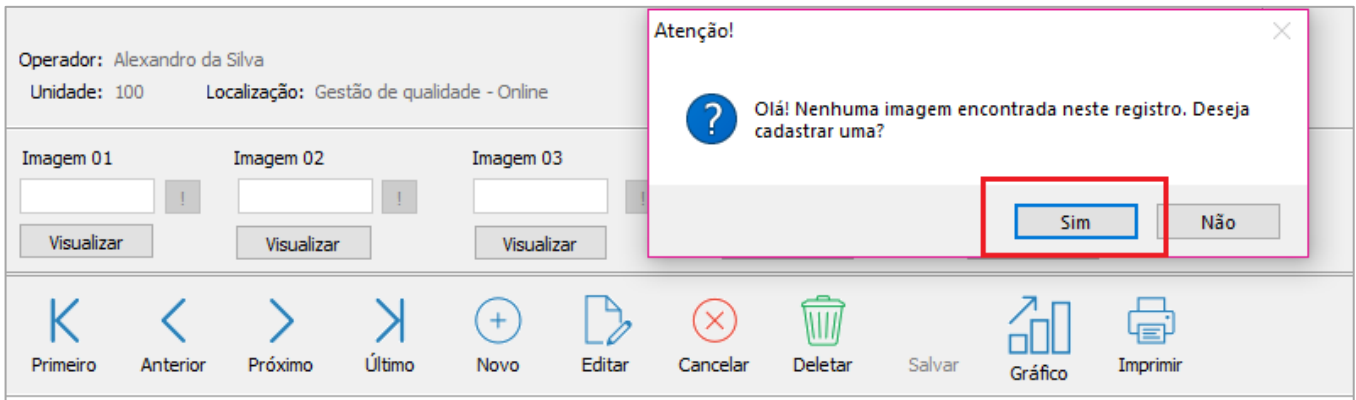 Atenção!
Operador: Alexandro da Silva
Unidade: 100 Localização: Gestão de qualidade - Online
Olá! Nenhuma imagem encontrada neste registro. Deseja
cadastrar uma?
Sim Não
Imagem 01 Imagem 02 Imagem 03
! ! !
Visualizar Visualizar Visualizar
Primeiro Anterior Próximo Último Novo Editar Cancelar Deletar Salvar Gráfico Imprimir